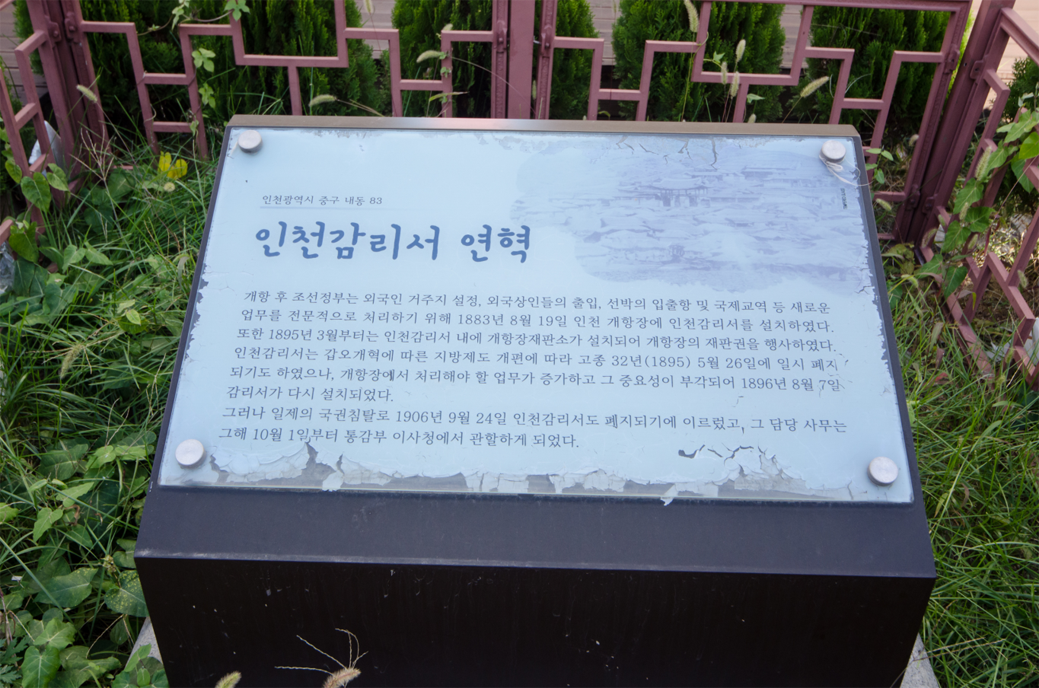 인천광역시 중구 내동 83
인천감리서 연혁
개항 후 조선정부는 외국인 거주지 설정, 외국상인들의 출입, 선박의 입출항 및 국제교역 등 새로운
업무를 전문적으로 처리하기 위해 1883년 8월 19일 인천 개항장에 인천감리서를 설치하였다.
또한 1895년 3월부터는 인천감리서 내에 개항장재판소가 설치되어 개항장의 재판권을 행사하였다.
인천감리서는 갑오개혁에 따른 지방제도 개편에 따라 고종 32년(1895) 5월 26일에 일시 폐지
되기도 하였으나, 개항장에서 처리해야 할 업무가 증가하고 그 중요성이 부각되어 1896년 8월 7일
감리서가 다시 설치되었다.
그러나 일제의 국권침탈로 1906년 9월 24일 인천감리서도 폐지되기에 이르렀고, 그 담당 사무는
그해 10월 1일부터 통감부 이사청에서 관할하게 되었다.